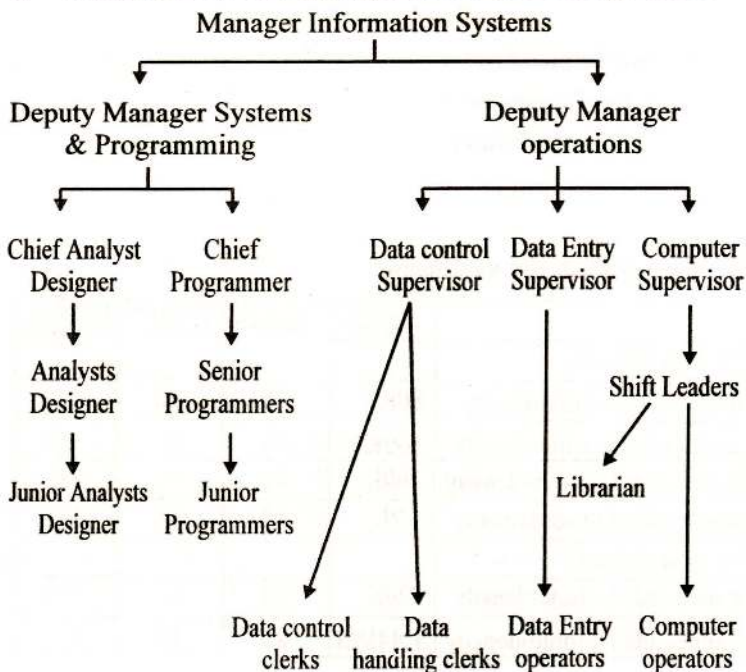 Manager Information Systems
Deputy Manager Systems
& Programming
Deputy Manager
operations
Chief Analyst
Designer
Chief
Programmer
Data control
Supervisor
Data Entry
Supervisor
Computer
Supervisor
Analysts
Designer
Senior
Programmers
Shift Leaders
Junior Analysts
Designer
Junior
Programmers
Librarian
Data control
clerks
Data
handling clerks
Data Entry
operators
Computer
operators